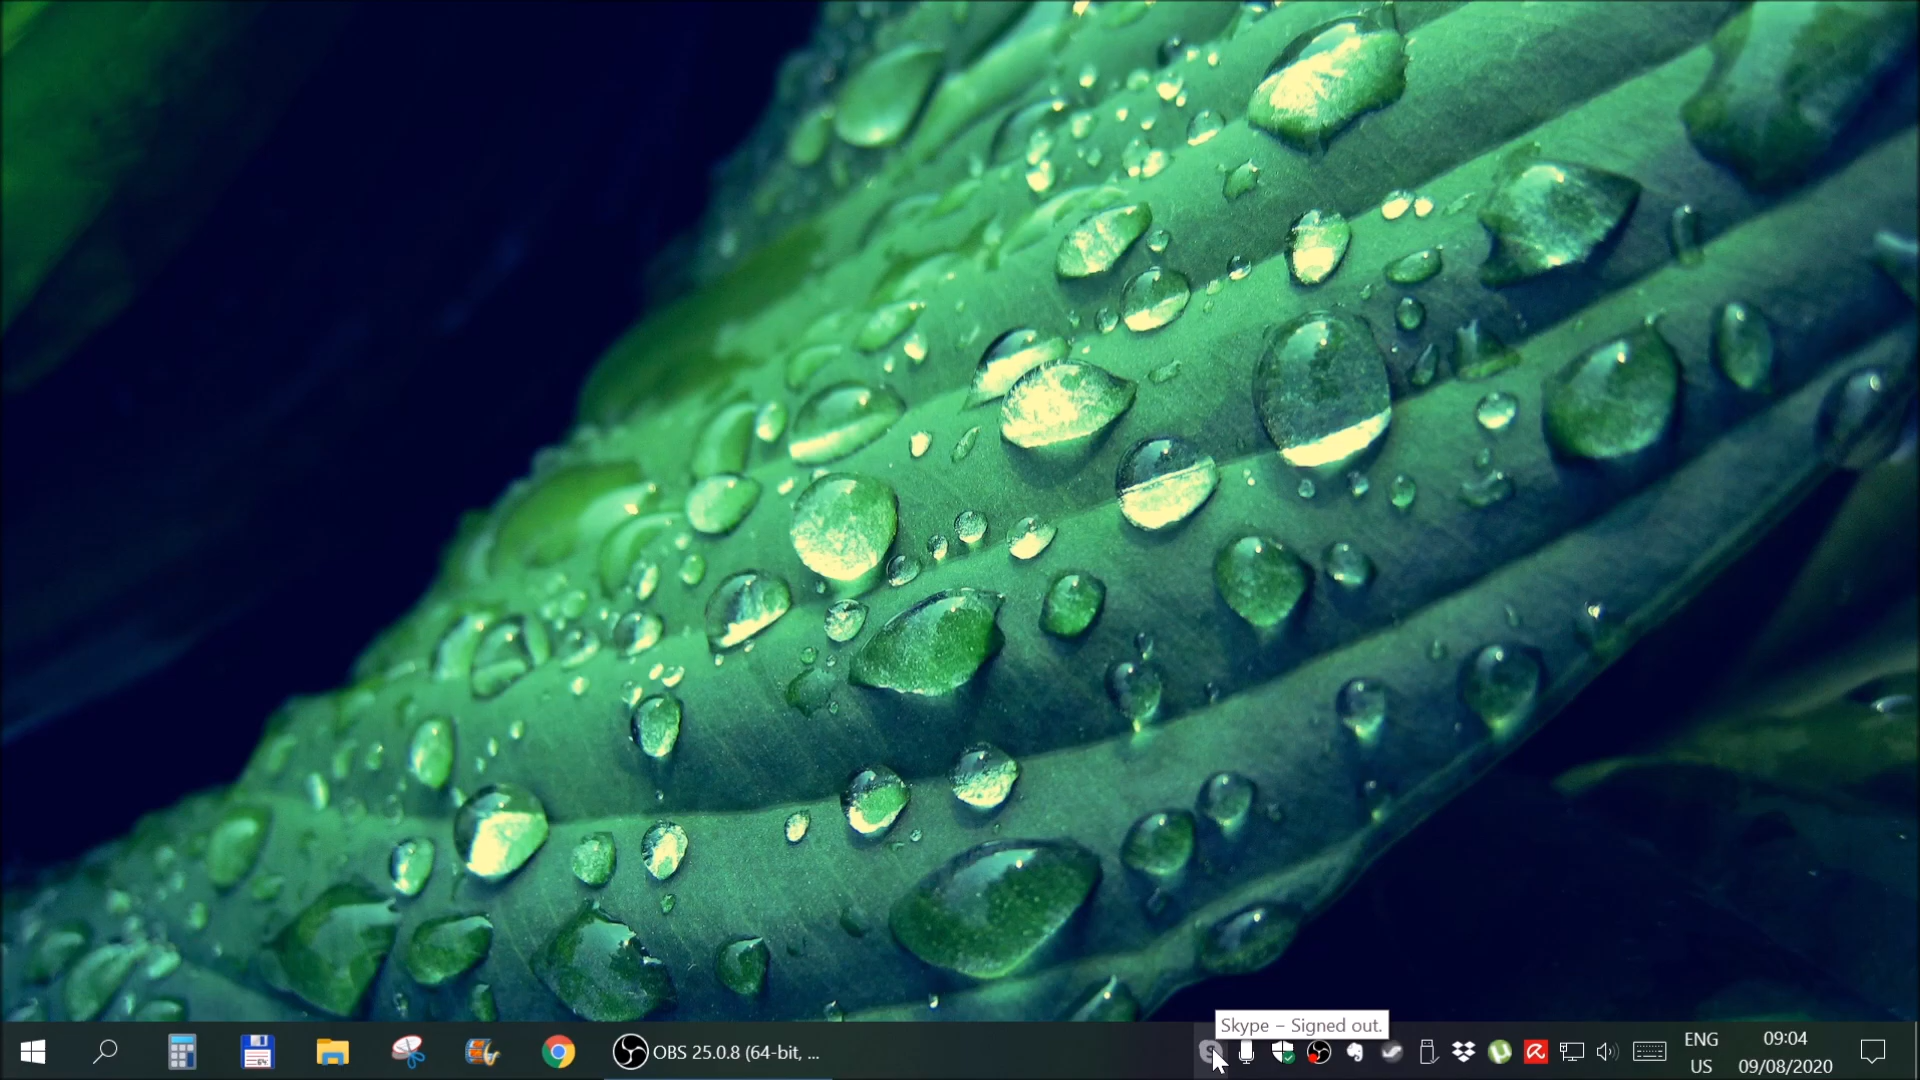 Skype – Signed out.
OBS 25.0.8 (64-bit, ...
ENG
US
09:04
09/08/2020